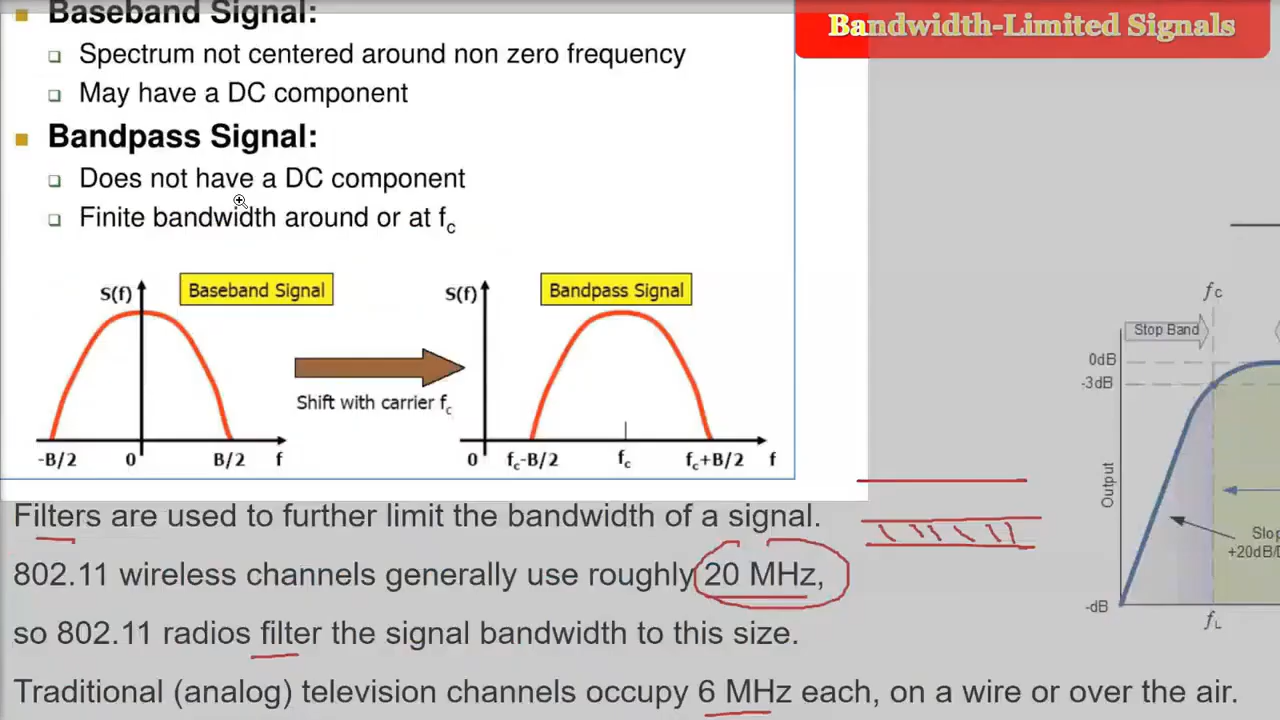 Baseband Signal:
Bandwidth-Limited Signals
Spectrum not centered around non zero frequency
May have a DC component
Bandpass Signal:
Does not have a DC component
Finite bandwidth around or at fc
S(f)
Baseband Signal
-B/2
0
B/2
f
Shift with carrier fc
S(f)
Bandpass Signal
0
fc-B/2
fc
fc+B/2
f
fC
Stop Band
0dB
-3dB
Output
+20dB/
-dB
fL
Filters are used to further limit the bandwidth of a signal.
802.11 wireless channels generally use roughly 20 MHz,
so 802.11 radios filter the signal bandwidth to this size.
Traditional (analog) television channels occupy 6 MHz each, on a wire or over the air.